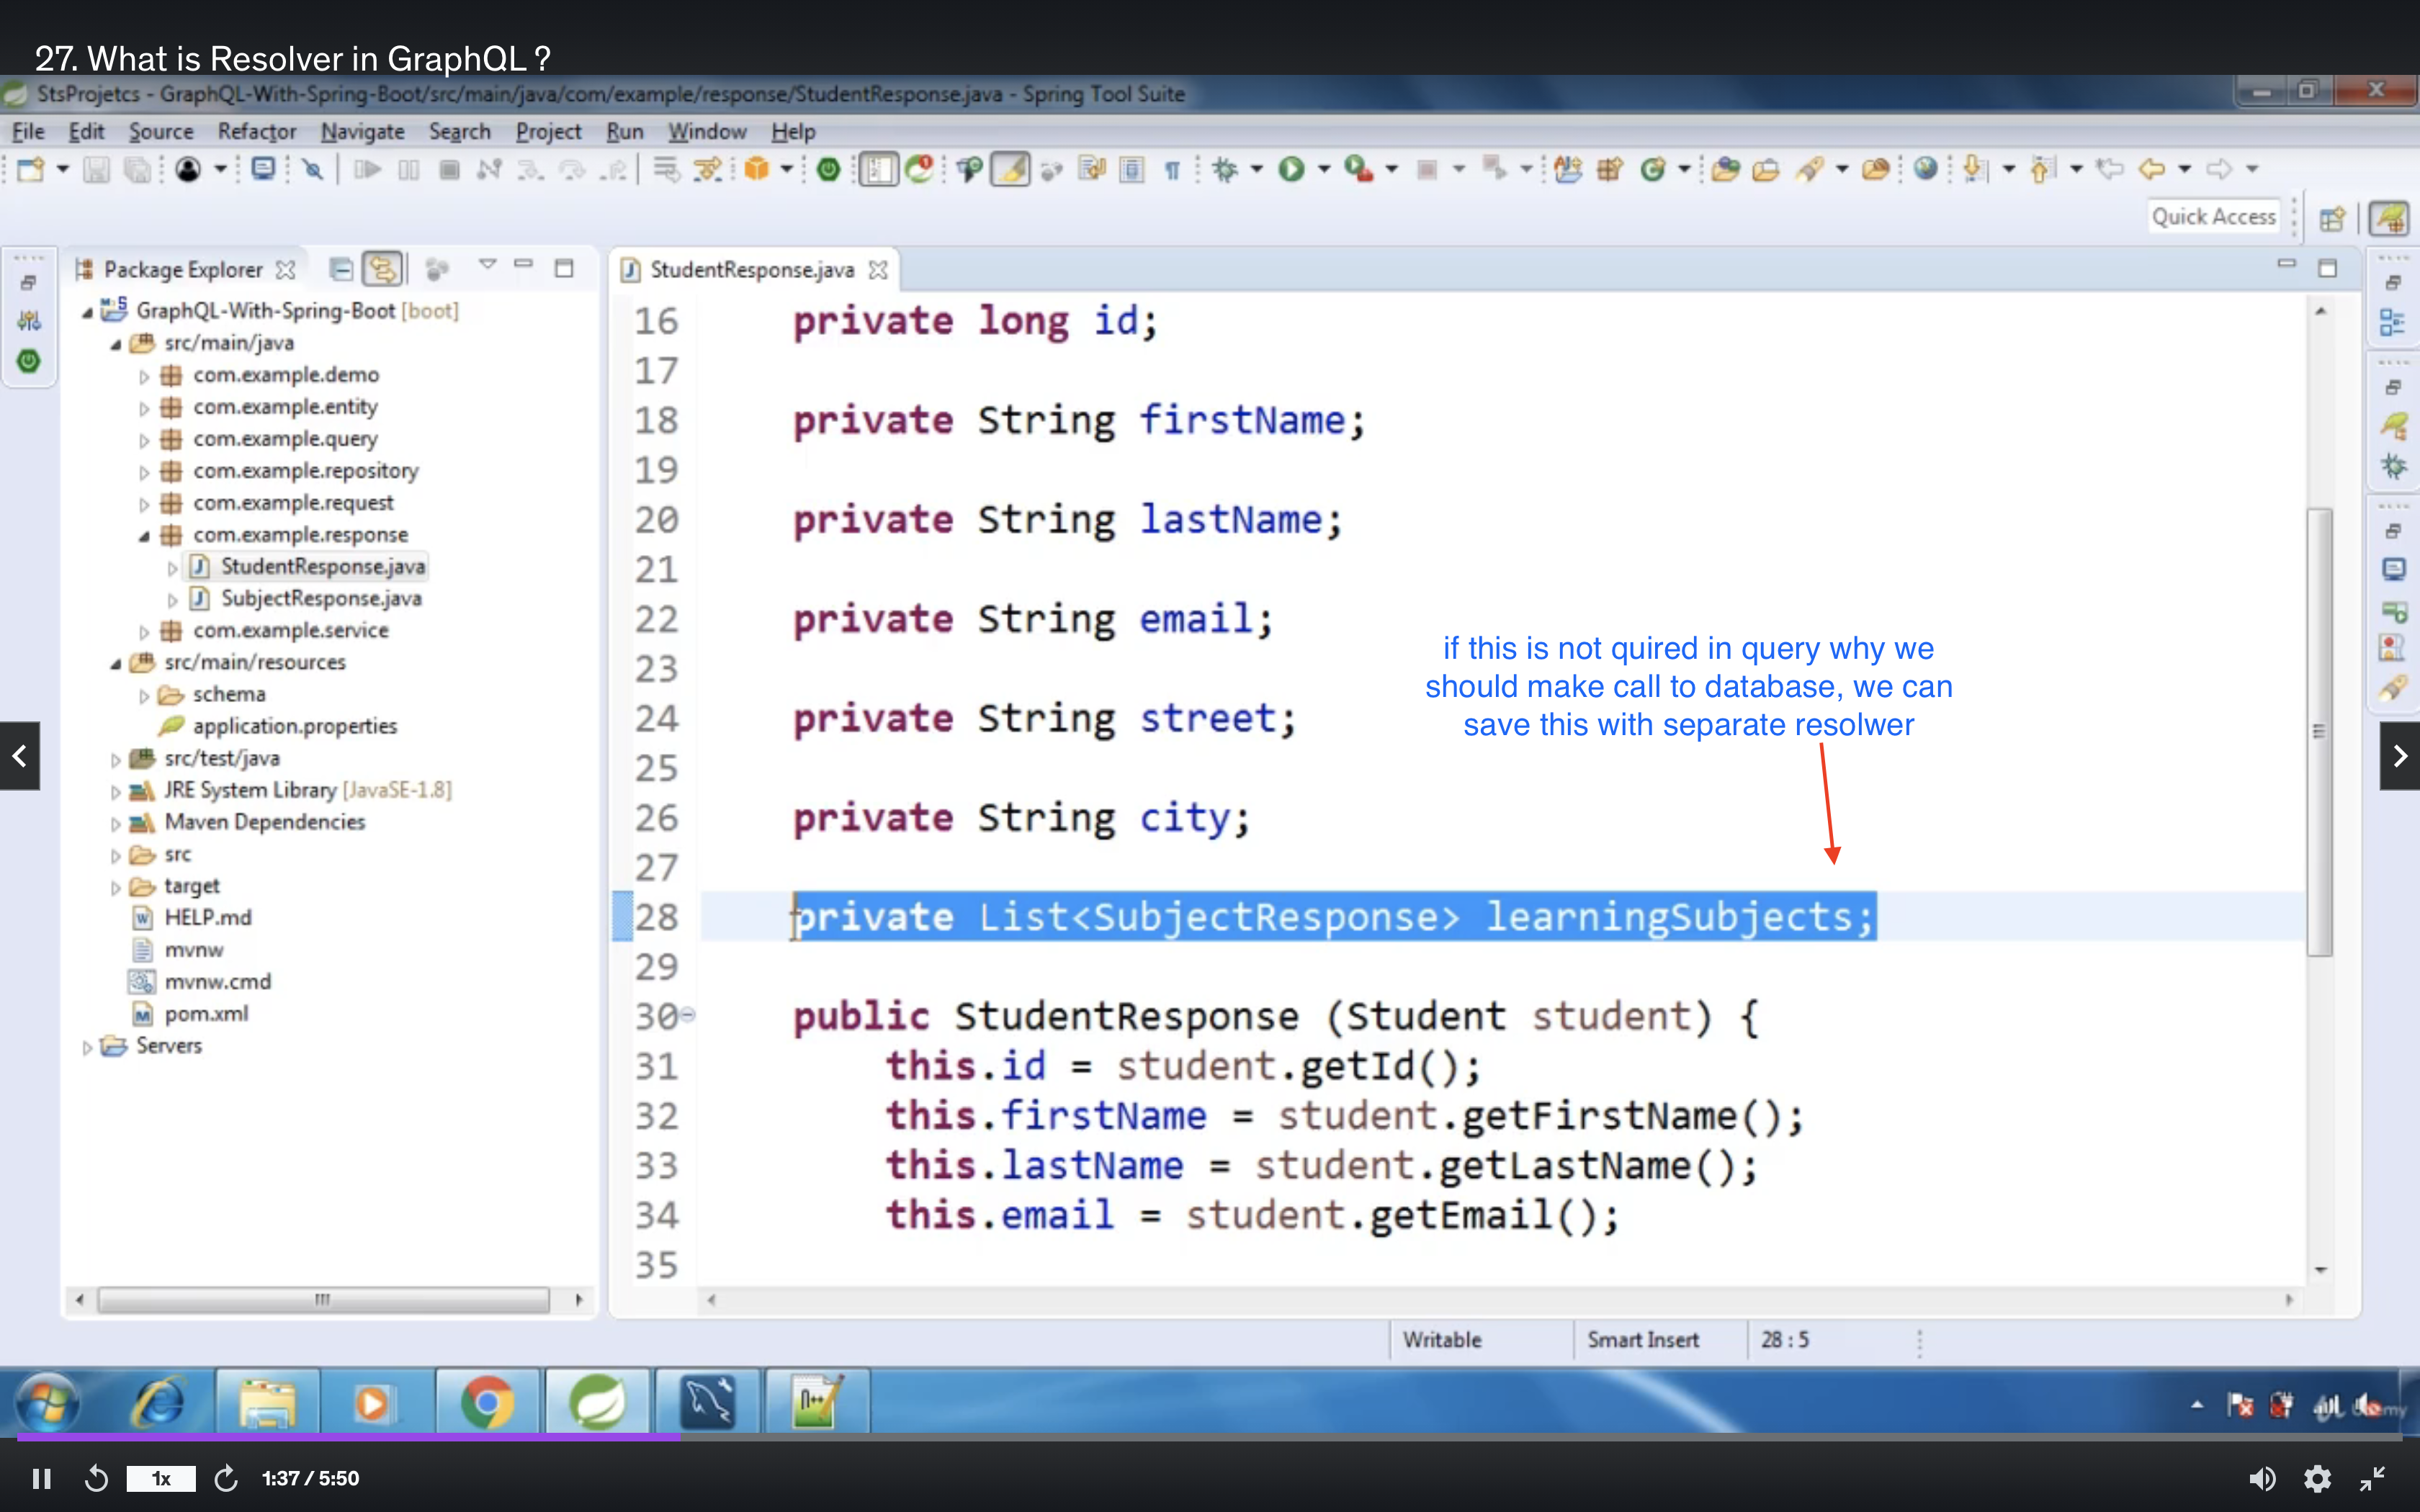 27. What is Resolver in GraphQL ?
StsProjetcs - GraphQL-With-Spring-Boot/src/main/java/com/example/response/StudentResponse.java - Spring Tool Suite
File Edit Source Refactor Navigate Search Project Run Window Help
Quick Access
Package Explorer
GraphQL-With-Spring-Boot [boot]
src/main/java
com.example.demo
com.example.entity
com.example.query
com.example.repository
com.example.request
com.example.response
StudentResponse.java
SubjectResponse.java
com.example.service
src/main/resources
schema
application.properties
src/test/java
JRE System Library [JavaSE-1.8]
Maven Dependencies
src
target
HELP.md
mvnw
mvnw.cmd
pom.xml
Servers
StudentResponse.java
16 private long id;
17
18 private String firstName;
19
20 private String lastName;
21
22 private String email;
23
24 private String street;
25
26 private String city;
27
28 private List<SubjectResponse> learningSubjects;
29
30 public StudentResponse (Student student) {
31 this.id = student.getId();
32 this.firstName = student.getFirstName();
33 this.lastName = student.getLastName();
34 this.email = student.getEmail();
35
if this is not quired in query why we
should make call to database, we can
save this with separate resolwer
Writable Smart Insert 28 : 5
1x 1:37 / 5:50